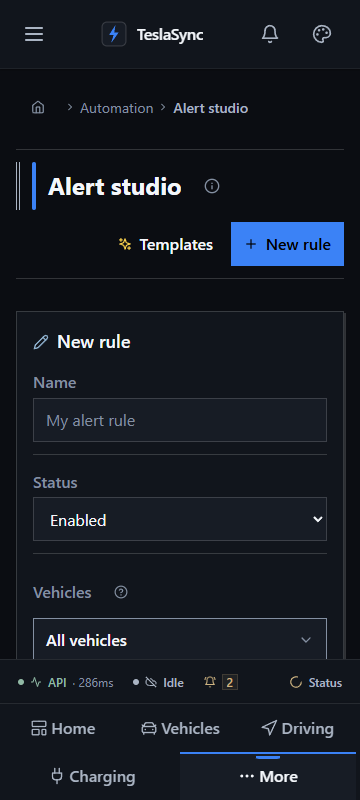 TeslaSync
Automation Alert studio
Alert studio
Templates
New rule
New rule
Name
My alert rule
Status
Enabled
Vehicles
All vehicles
API · 286ms Idle 2 Status
Home Vehicles Driving
Charging More